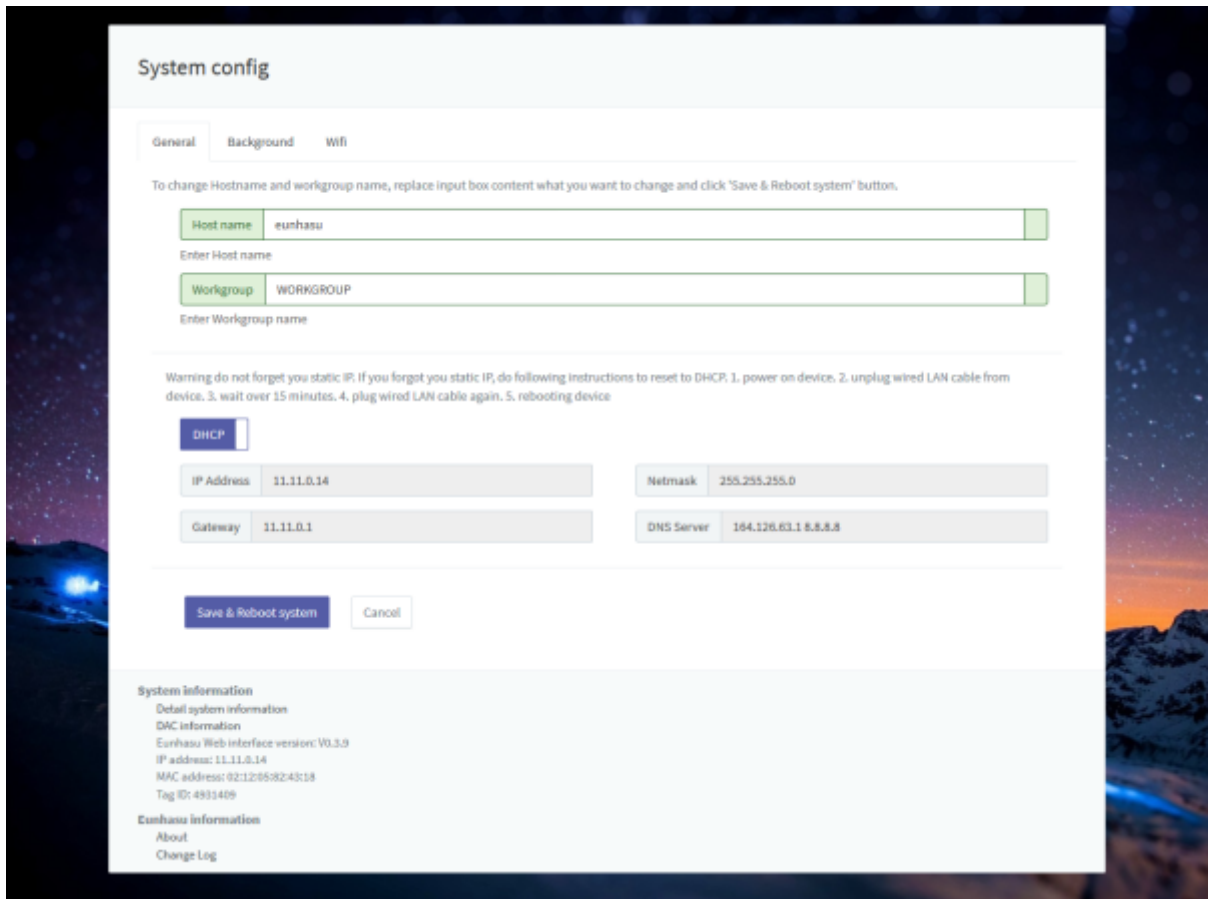 System config
General Background Wifi
To change Hostname and workgroup name, replace input box content what you want to change and click 'Save & Reboot system' button.
Host name eunhasu
Enter Host name
Workgroup WORKGROUP
Enter Workgroup name
Warning do not forget you static IP. If you forgot you static IP, do following instructions to reset to DHCP. 1. power on device. 2. unplug wired LAN cable from
device. 3. wait over 15 minutes. 4. plug wired LAN cable again. 5. rebooting device
DHCP
IP Address 11.11.0.14 Netmask 255.255.255.0
Gateway 11.11.0.1 DNS Server 164.126.63.1 8.8.8.8
Save & Reboot system Cancel
System information
Detail system information
DAC information
Eunhasu Web interface version: V0.3.9
IP address: 11.11.0.14
MAC address: 02:12:05:82:43:18
Tag ID: 4931409
Eunhasu information
About
Change Log